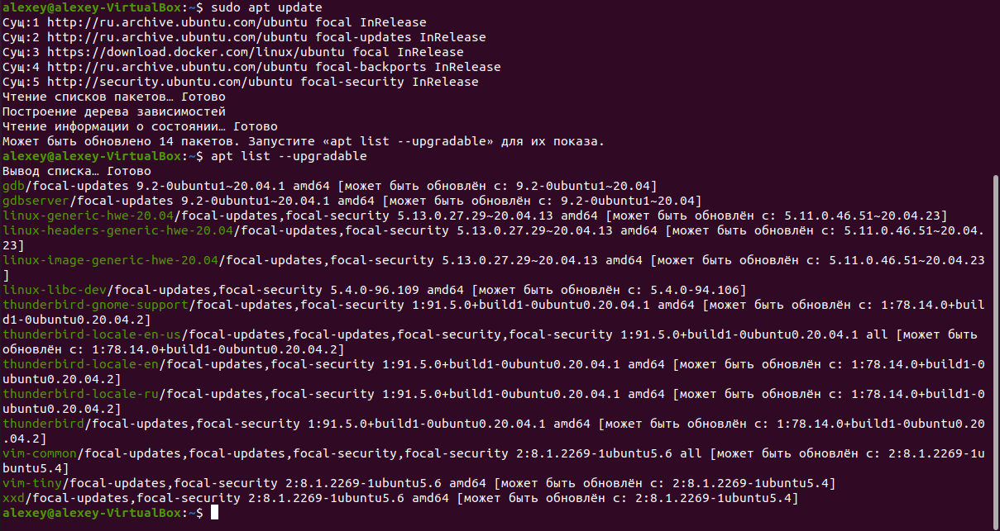 alexey@alexey-VirtualBox:~$ sudo apt update
Сущ:1 http://ru.archive.ubuntu.com/ubuntu focal InRelease
Сущ:2 http://ru.archive.ubuntu.com/ubuntu focal-updates InRelease
Сущ:3 https://download.docker.com/linux/ubuntu focal InRelease
Сущ:4 http://ru.archive.ubuntu.com/ubuntu focal-backports InRelease
Сущ:5 http://security.ubuntu.com/ubuntu focal-security InRelease
Чтение списков пакетов… Готово
Построение дерева зависимостей
Чтение информации о состоянии… Готово
Может быть обновлено 14 пакетов. Запустите «apt list --upgradable» для их показа.
alexey@alexey-VirtualBox:~$ apt list --upgradable
Вывод списка… Готово
gdb/focal-updates 9.2-0ubuntu1~20.04.1 amd64 [может быть обновлён с: 9.2-0ubuntu1~20.04]
gdbserver/focal-updates 9.2-0ubuntu1~20.04.1 amd64 [может быть обновлён с: 9.2-0ubuntu1~20.04]
linux-generic-hwe-20.04/focal-updates,focal-security 5.13.0.27.29~20.04.13 amd64 [может быть обновлён с: 5.11.0.46.51~20.04.23]
linux-headers-generic-hwe-20.04/focal-updates,focal-security 5.13.0.27.29~20.04.13 amd64 [может быть обновлён с: 5.11.0.46.51~20.04.
23]
linux-image-generic-hwe-20.04/focal-updates,focal-security 5.13.0.27.29~20.04.13 amd64 [может быть обновлён с: 5.11.0.46.51~20.04.23
]
linux-libc-dev/focal-updates,focal-security 5.4.0-96.109 amd64 [может быть обновлён с: 5.4.0-94.106]
thunderbird-gnome-support/focal-updates,focal-security 1:91.5.0+build1-0ubuntu0.20.04.1 amd64 [может быть обновлён с: 1:78.14.0+buil
d1-0ubuntu0.20.04.2]
thunderbird-locale-en-us/focal-updates,focal-updates,focal-security,focal-security 1:91.5.0+build1-0ubuntu0.20.04.1 all [может быть
обновлён с: 1:78.14.0+build1-0ubuntu0.20.04.2]
thunderbird-locale-en/focal-updates,focal-security 1:91.5.0+build1-0ubuntu0.20.04.1 amd64 [может быть обновлён с: 1:78.14.0+build1-0
ubuntu0.20.04.2]
thunderbird-locale-ru/focal-updates,focal-security 1:91.5.0+build1-0ubuntu0.20.04.1 amd64 [может быть обновлён с: 1:78.14.0+build1-0
ubuntu0.20.04.2]
thunderbird/focal-updates,focal-security 1:91.5.0+build1-0ubuntu0.20.04.1 amd64 [может быть обновлён с: 1:78.14.0+build1-0ubuntu0.20
.04.2]
vim-common/focal-updates,focal-updates,focal-security,focal-security 2:8.1.2269-1ubuntu5.6 all [может быть обновлён с: 2:8.1.2269-1u
buntu5.4]
vim-tiny/focal-updates,focal-security 2:8.1.2269-1ubuntu5.6 amd64 [может быть обновлён с: 2:8.1.2269-1ubuntu5.4]
xxd/focal-updates,focal-security 2:8.1.2269-1ubuntu5.6 amd64 [может быть обновлён с: 2:8.1.2269-1ubuntu5.4]
alexey@alexey-VirtualBox:~$